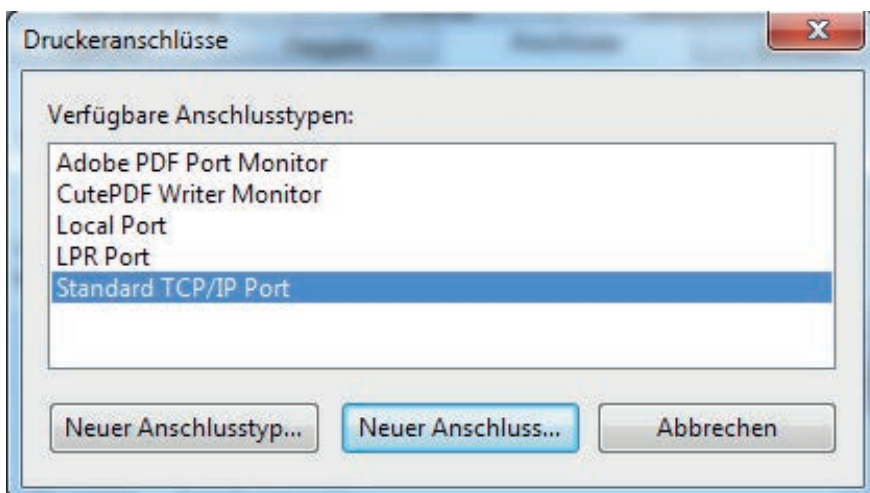 Druckeranschlüsse
Verfügbare Anschlusstypen:
Adobe PDF Port Monitor
CutePDF Writer Monitor
Local Port
LPR Port
Standard TCP/IP Port
Neuer Anschlusstyp... Neuer Anschluss... Abbrechen